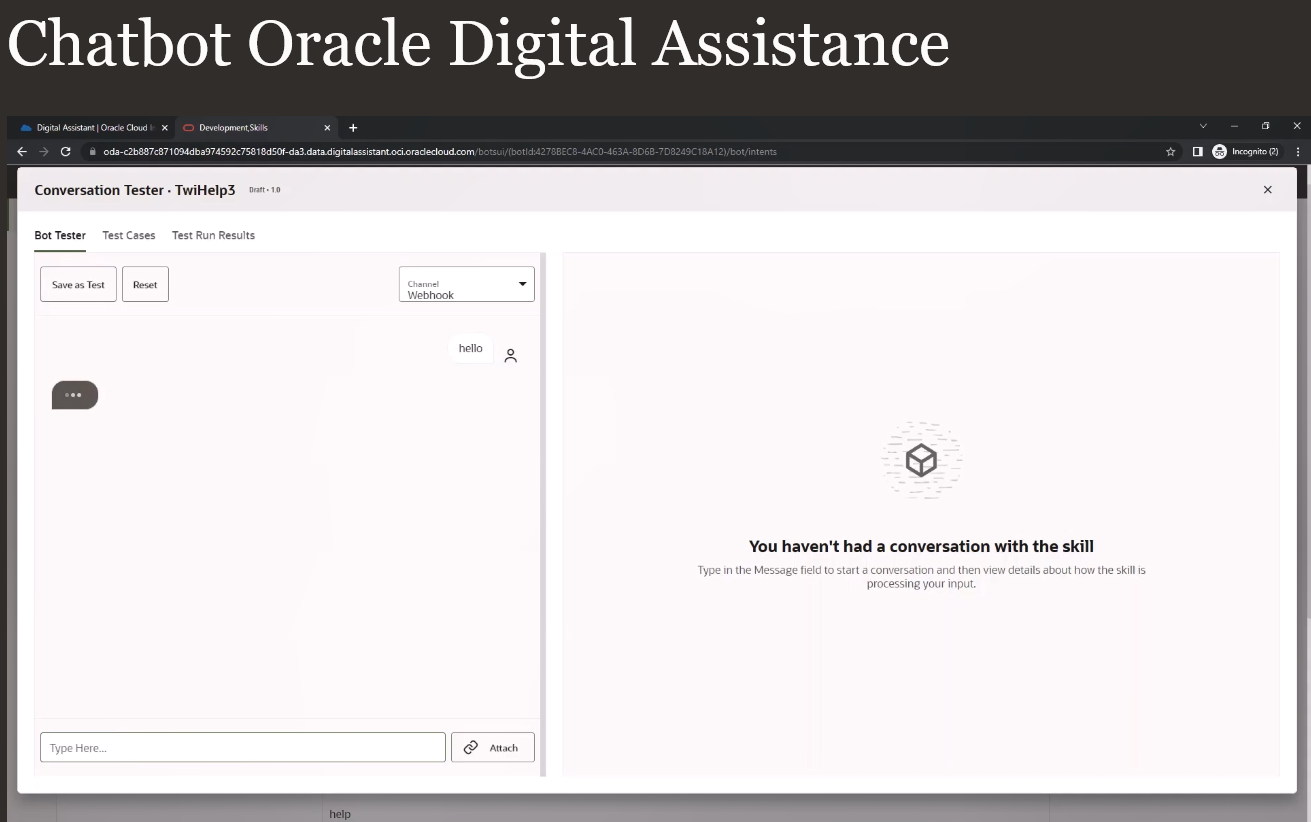 Chatbot Oracle Digital Assistance
Digital Assistant | Oracle Cloud
Development,Skills
oda-c2b887c871094dba974592c75818d50f-da3.data.digitalassistant.oci.oraclecloud.com/botsui/(botId:4278BEC8-4AC0-463A-8D6B-7D8249C18A12)/bot/intents
Incognito (2)
Conversation Tester · TwiHelp3 Draft • 1.0
Bot Tester Test Cases Test Run Results
Save as Test Reset
Channel
Webhook
hello
You haven't had a conversation with the skill
Type in the Message field to start a conversation and then view details about how the skill is
processing your input.
Type Here...
Attach
help